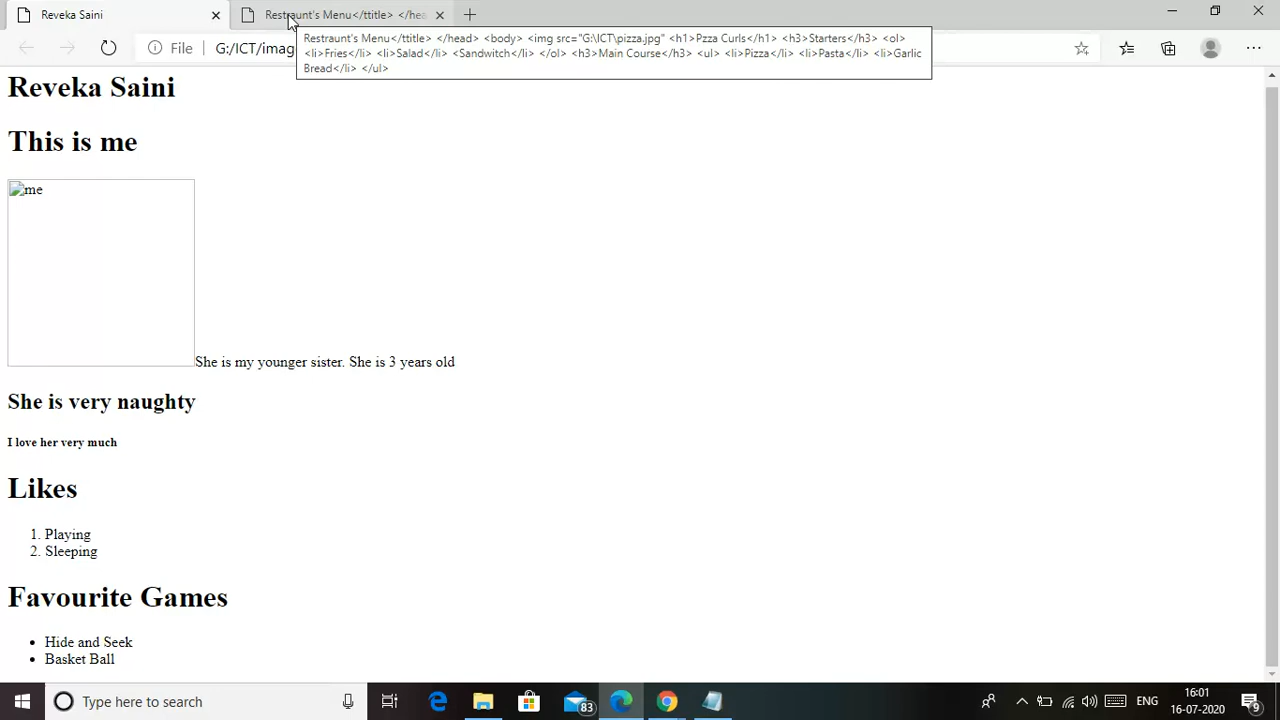 Reveka Saini
Restraunt's Menu</ttitle> </hea
Restraunt's Menu</ttitle> </head> <body> <img src="G:\ICT\pizza.jpg" <h1>Pzza Curls</h1> <h3>Starters</h3> <ol>
<li>Fries</li> <li>Salad</li> <Sandwitch</li> </ol> <h3>Main Course</h3> <ul> <li>Pizza</li> <li>Pasta</li> <li>Garlic
Bread</li> </ul>
File
G:/ICT/imag
Reveka Saini
This is me
me
She is my younger sister. She is 3 years old
She is very naughty
I love her very much
Likes
1. Playing
2. Sleeping
Favourite Games
• Hide and Seek
• Basket Ball
Type here to search
83
ENG
16:01
16-07-2020
9